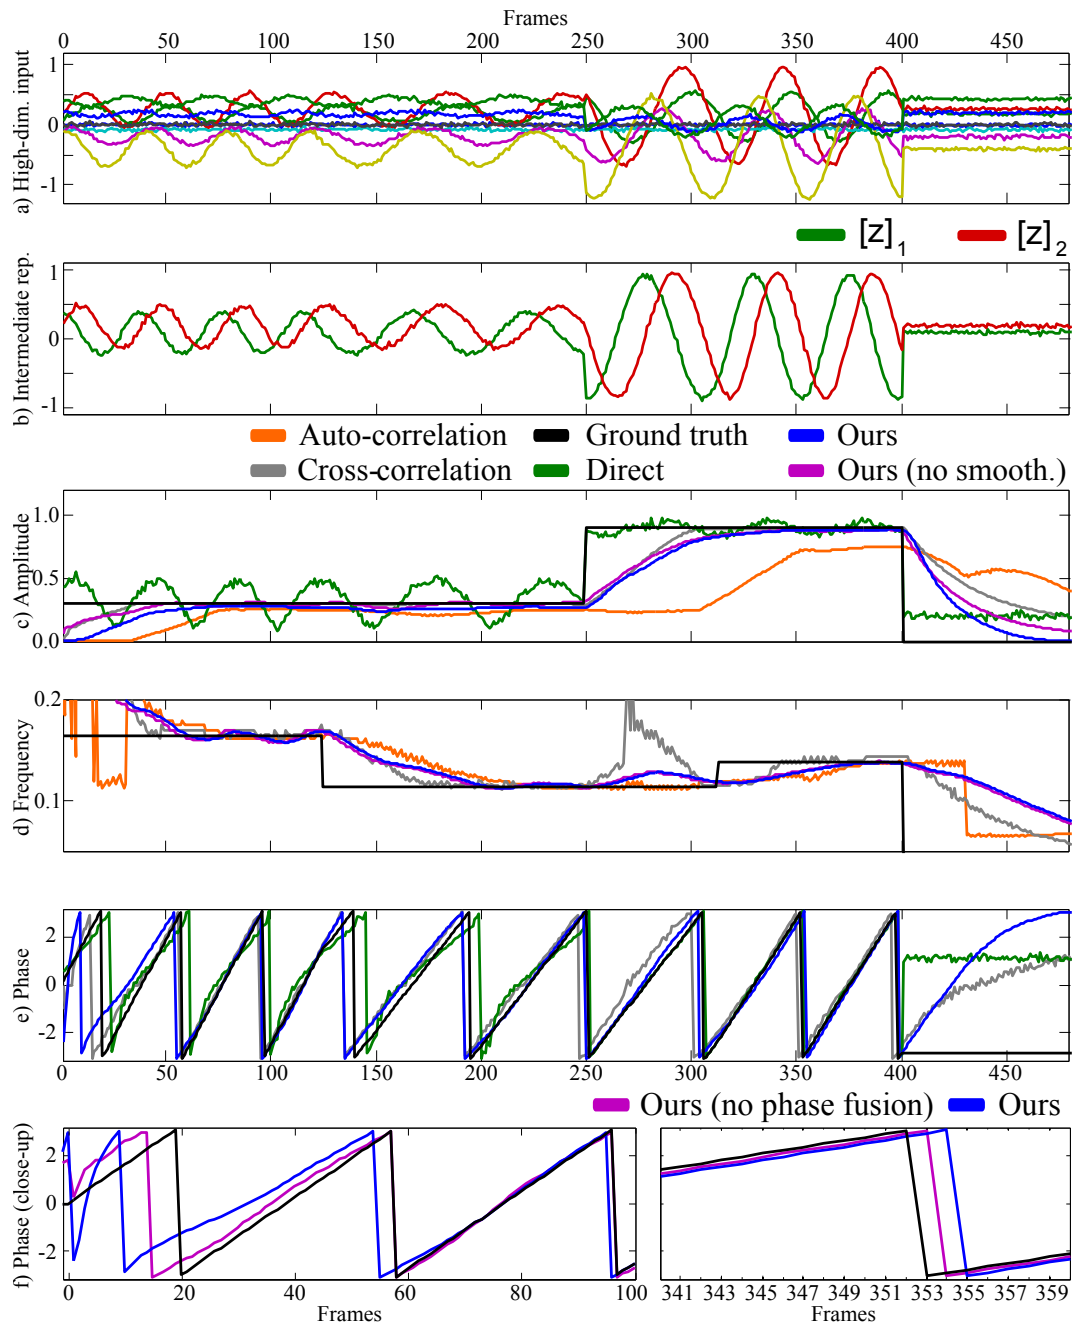 Frames
0 50 100 150 200 250 300 350 400 450
a) High-dim. input
1
0
-1
[z]1 [z]2
b) Intermediate rep.
1
0
-1
Auto-correlation Ground truth Ours
Cross-correlation Direct Ours (no smooth.)
c) Amplitude
1.0
0.5
0.0
d) Frequency
0.2
0.1
e) Phase
2
0
-2
0 50 100 150 200 250 300 350 400 450
Ours (no phase fusion) Ours
f) Phase (close-up)
2
0
-2
0 20 40 60 80 100
341 343 345 347 349 351 353 355 357 359
Frames Frames